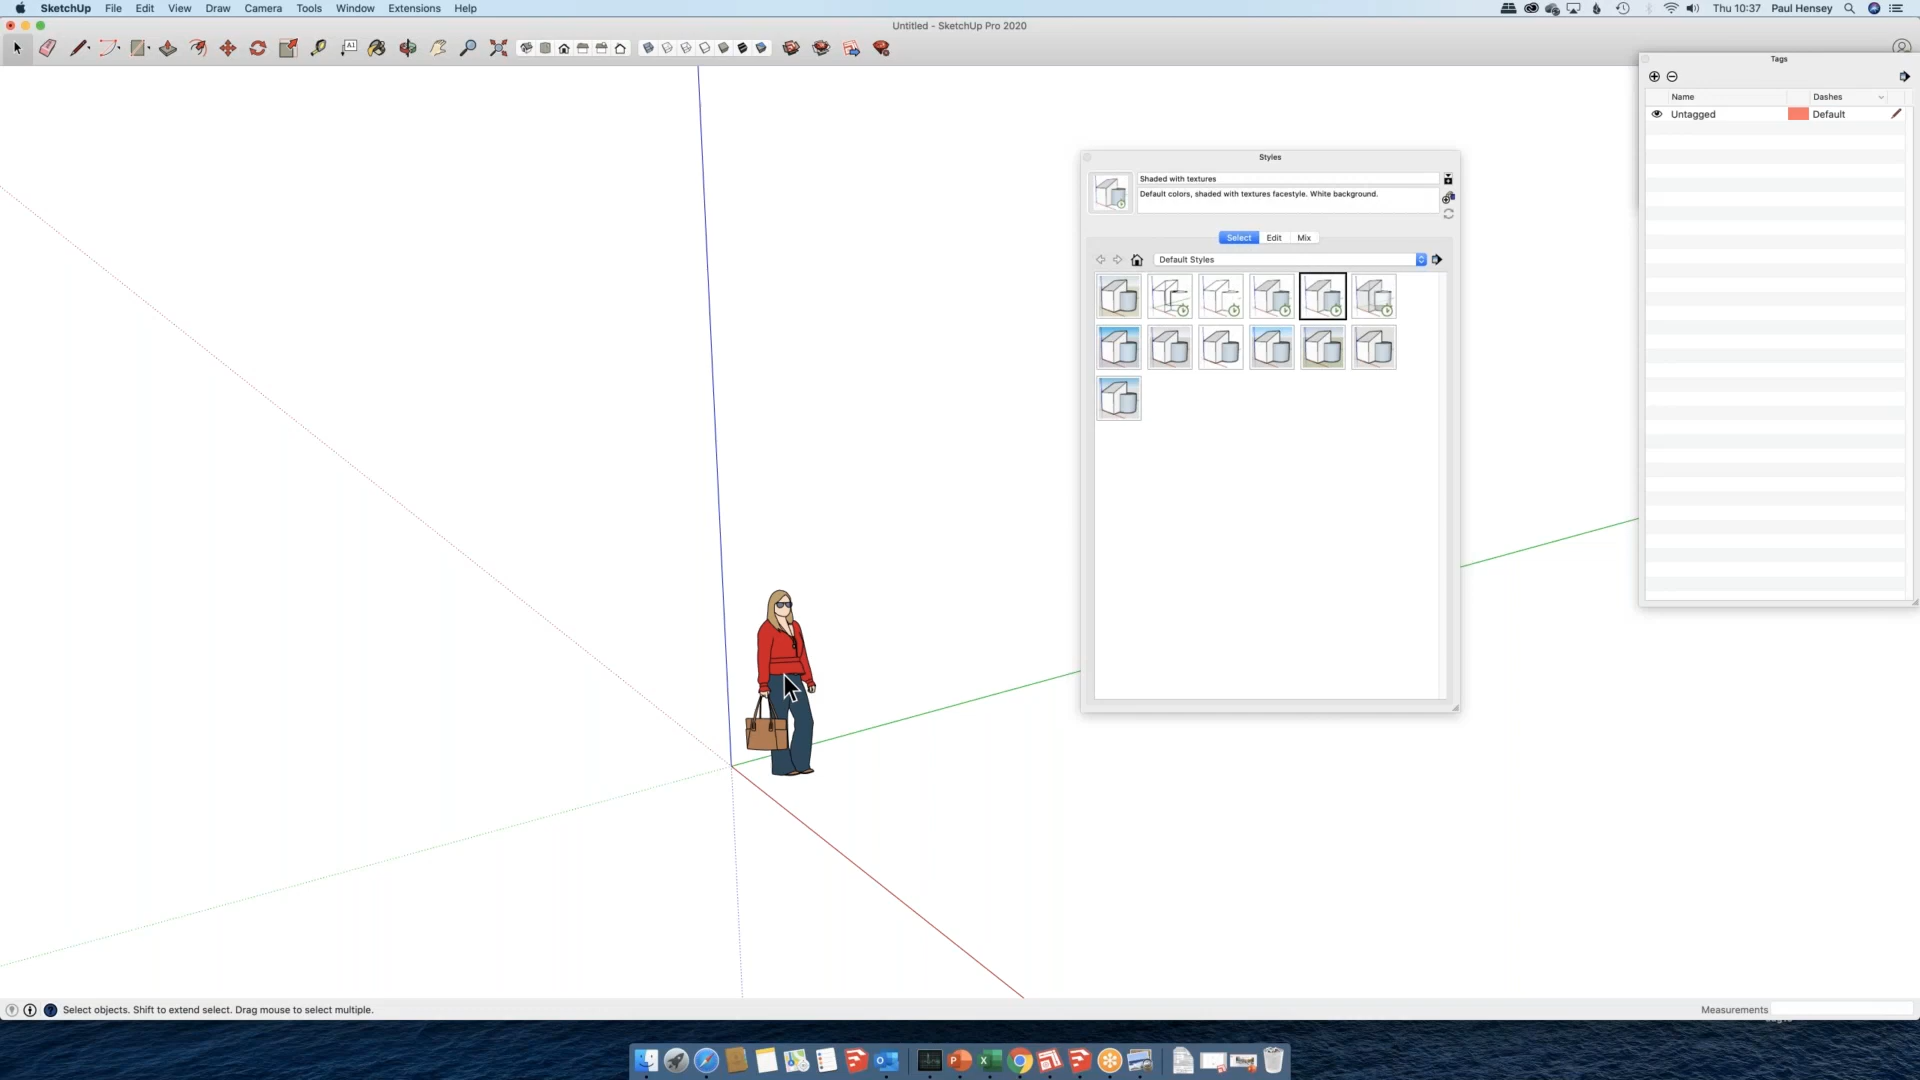 SketchUp File Edit View Draw Camera Tools Window Extensions Help Thu 10:37 Paul Hensey
Untitled - SketchUp Pro 2020
A1
Tags
Name Dashes
Untagged Default
Styles
Shaded with textures
Default colors, shaded with textures facestyle. White background.
Select Edit Mix
Default Styles
Select objects. Shift to extend select. Drag mouse to select multiple.
Measurements